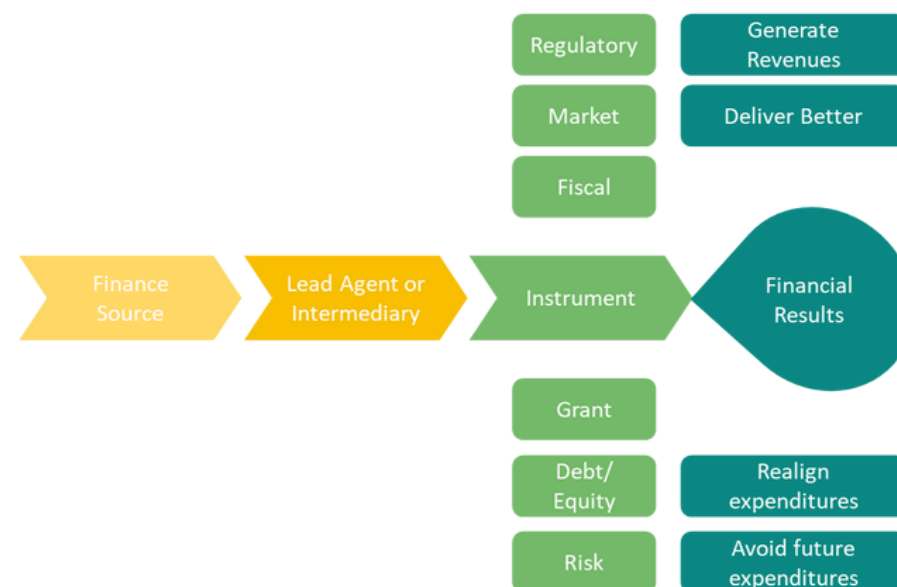 Regulatory
Generate
Revenues
Market
Deliver Better
Fiscal
Finance
Source
Lead Agent or
Intermediary
Instrument
Financial
Results
Grant
Debt/
Equity
Realign
expenditures
Risk
Avoid future
expenditures